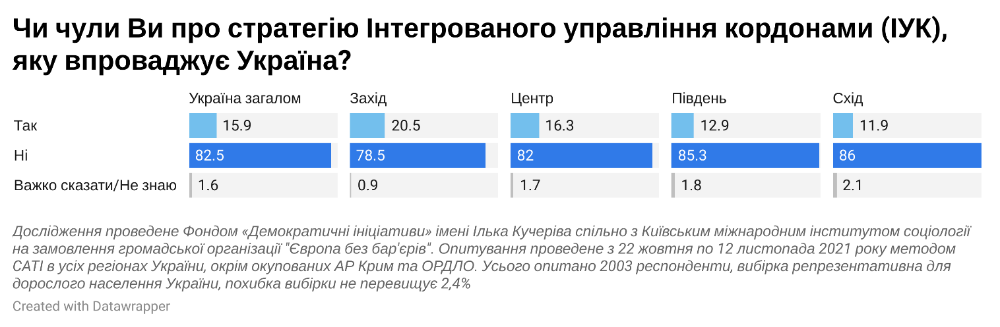 Чи чули Ви про стратегію Інтегрованого управління кордонами (ІУК),
яку впроваджує Україна?
Україна загалом Захід Центр Південь Схід
Так 15.9 20.5 16.3 12.9 11.9
Ні 82.5 78.5 82 85.3 86
Важко сказати/Не знаю 1.6 0.9 1.7 1.8 2.1
Дослідження проведене Фондом «Демократичні ініціативи» імені Ілька Кучеріва спільно з Київським міжнародним інститутом соціології
на замовлення громадської організації "Європа без бар'єрів". Опитування проведене з 22 жовтня по 12 листопада 2021 року методом
САТІ в усіх регіонах України, окрім окупованих АР Крим та ОРДЛО. Усього опитано 2003 респонденти, вибірка репрезентативна для
дорослого населення України, похибка вибірки не перевищує 2,4%
Created with Datawrapper